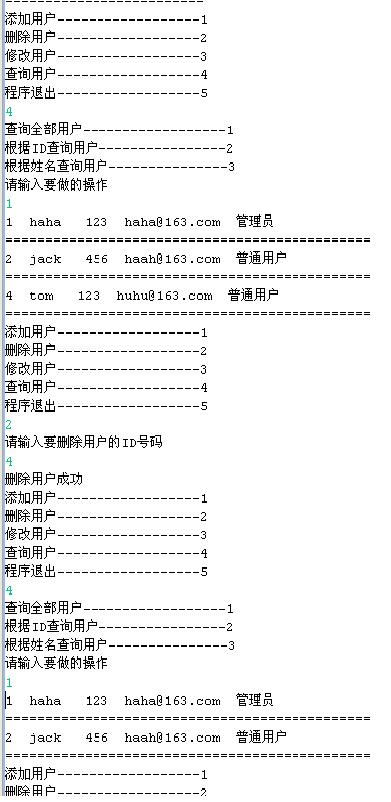 -------------------------
添加用户------------------1
删除用户------------------2
修改用户------------------3
查询用户------------------4
程序退出------------------5
4
查询全部用户------------------1
根据ID查询用户----------------2
根据姓名查询用户---------------3
请输入要做的操作
1
1  haha   123  haha@163.com  管理员
==============================================
2  jack   456  haah@163.com  普通用户
==============================================
4  tom   123  huhu@163.com  普通用户
==============================================
添加用户------------------1
删除用户------------------2
修改用户------------------3
查询用户------------------4
程序退出------------------5
2
请输入要删除用户的ID号码
4
删除用户成功
添加用户------------------1
删除用户------------------2
修改用户------------------3
查询用户------------------4
程序退出------------------5
4
查询全部用户------------------1
根据ID查询用户----------------2
根据姓名查询用户---------------3
请输入要做的操作
1
1  haha   123  haha@163.com  管理员
==============================================
2  jack   456  haah@163.com  普通用户
==============================================
添加用户------------------1
删除用户------------------2